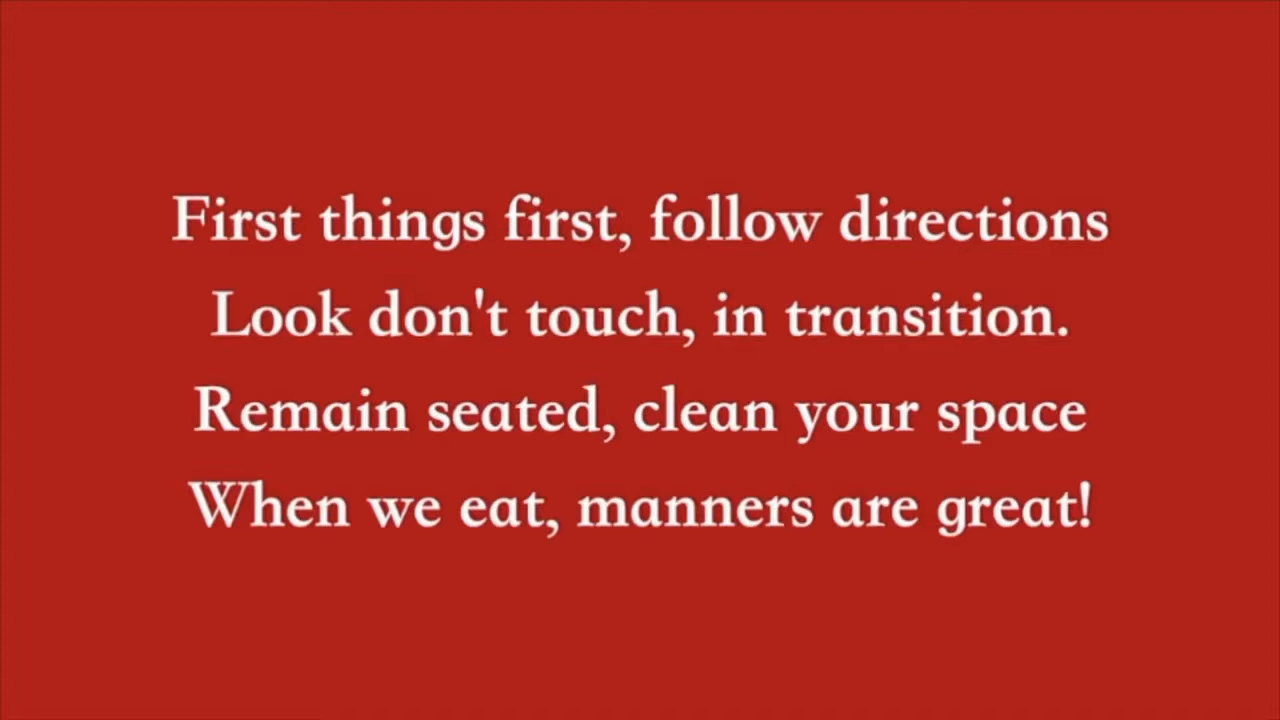 First things first, follow directions
Look don't touch, in transition.
Remain seated, clean your space
When we eat, manners are great!